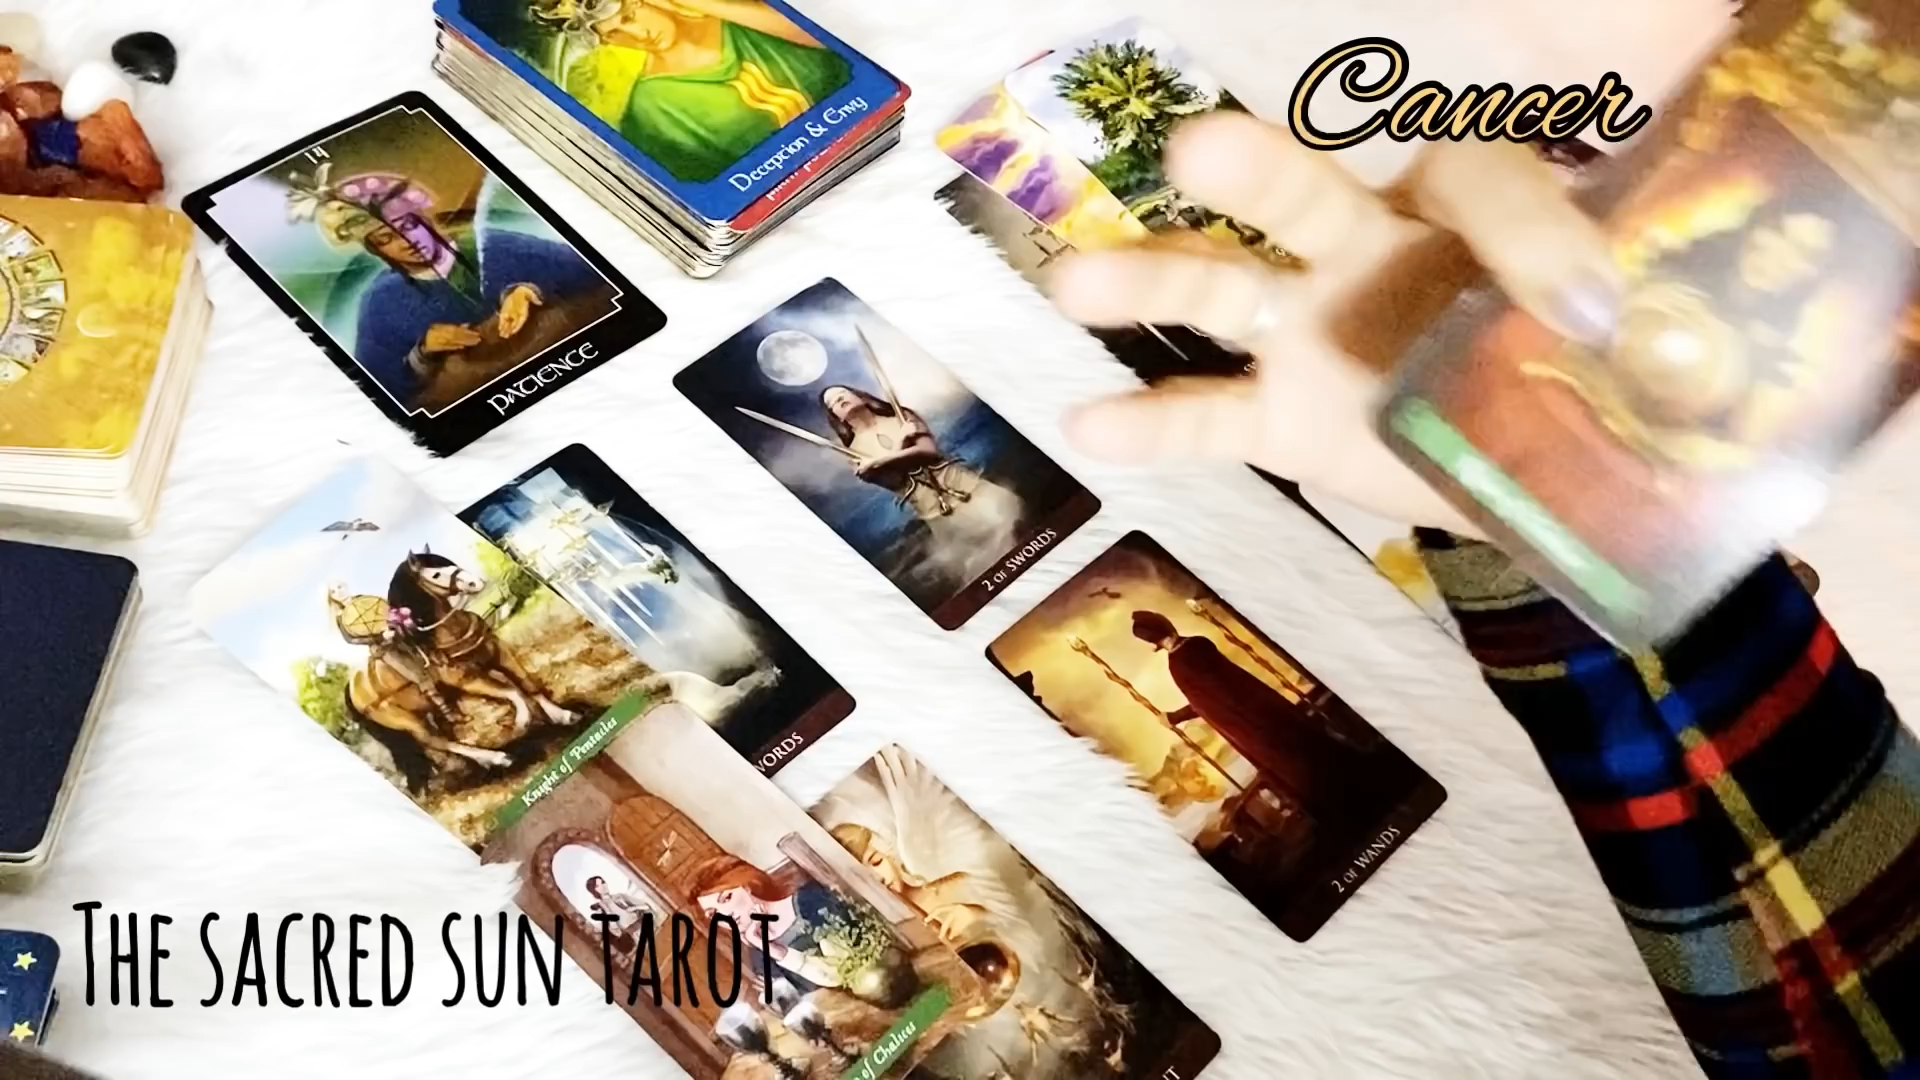 Cancer
Deception & Envy
14
PATIENCE
2 OF SWORDS
Knight of Pentacles
WORDS
2 OF WANDS
of Chalices
THE SACRED SUN TAROT